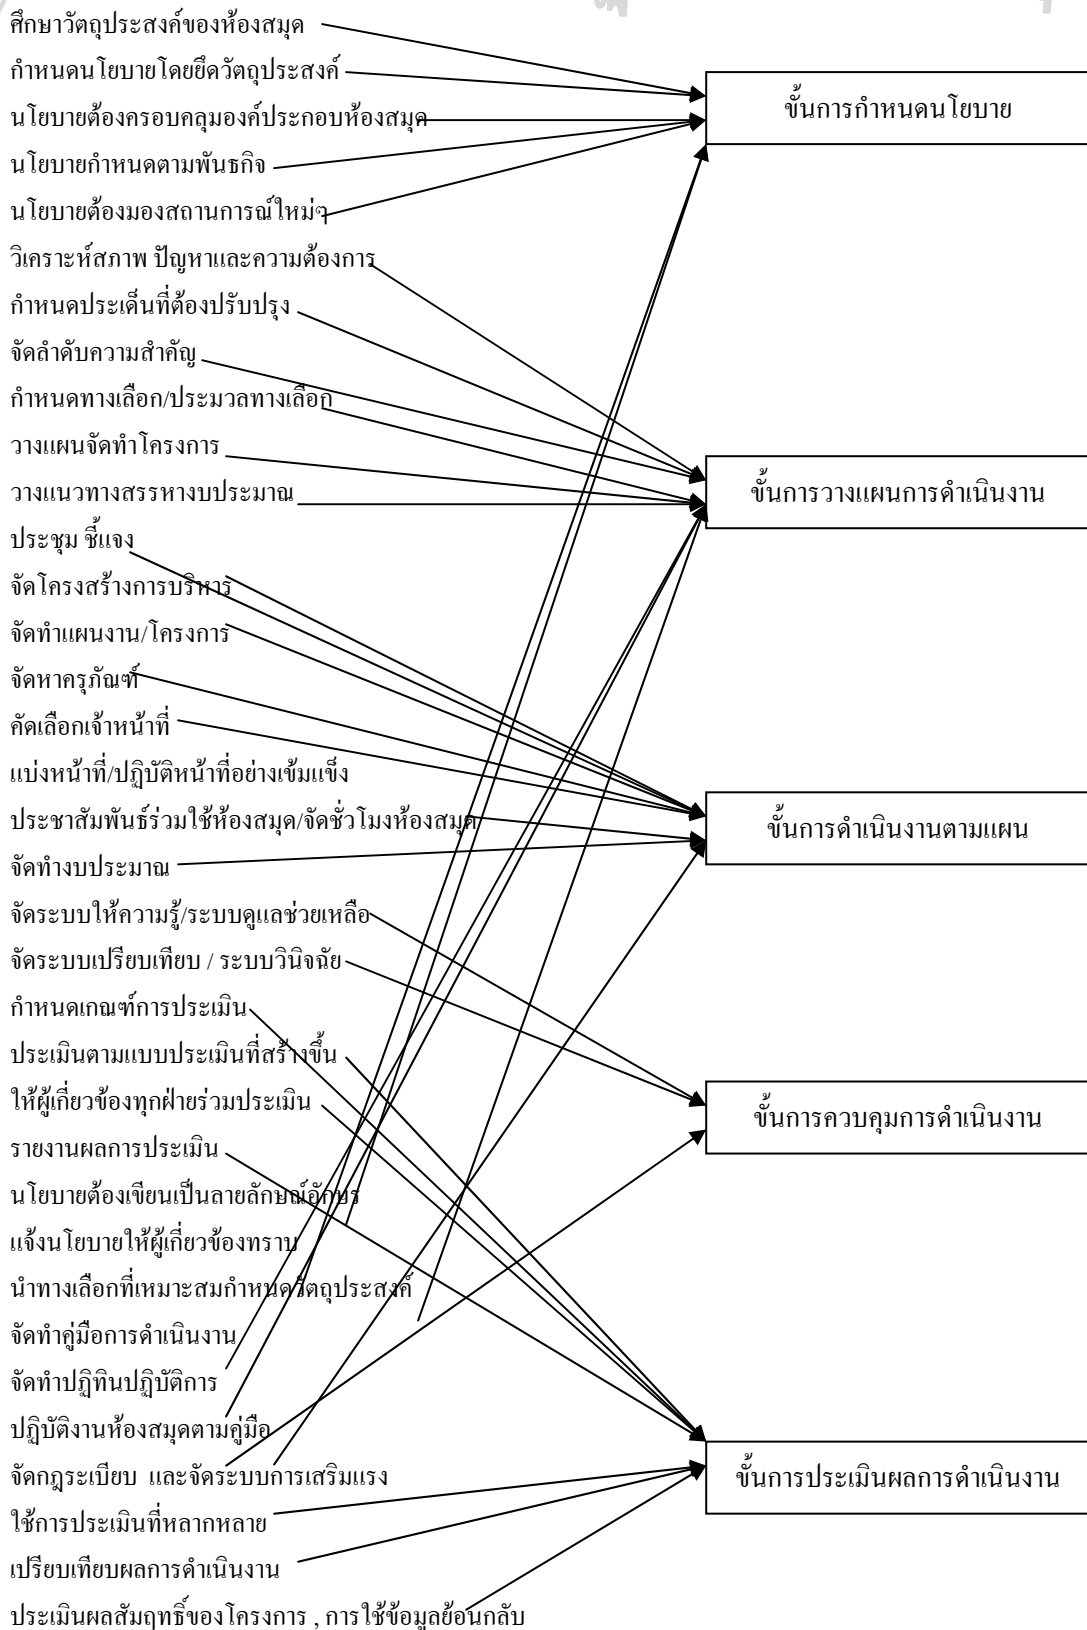 ศึกษาวัตถุประสงค์ของห้องสมุด
กำหนดนโยบายโดยยึดวัตถุประสงค์
นโยบายต้องครอบคลุมองค์ประกอบห้องสมุด
นโยบายกำหนดตามพันธกิจ
นโยบายต้องมองสถานการณ์ใหม่ๆ
วิเคราะห์สภาพ ปัญหาและความต้องการ
กำหนดประเด็นที่ต้องปรับปรุง
จัดลำดับความสำคัญ
กำหนดทางเลือก/ประมวลทางเลือก
วางแผนจัดทำโครงการ
วางแนวทางสรรหางบประมาณ
ประชุม ชี้แจง
จัดโครงสร้างการบริหาร
จัดทำแผนงาน/โครงการ
จัดหาครุภัณฑ์
คัดเลือกเจ้าหน้าที่
แบ่งหน้าที่/ปฏิบัติหน้าที่อย่างเข้มแข็ง
ประชาสัมพันธ์ร่วมใช้ห้องสมุด/จัดชั่วโมงห้องสมุด
จัดทำงบประมาณ
จัดระบบให้ความรู้/ระบบดูแลช่วยเหลือ
จัดระบบเปรียบเทียบ / ระบบวินิจฉัย
กำหนดเกณฑ์การประเมิน
ประเมินตามแบบประเมินที่สร้างขึ้น
ให้ผู้เกี่ยวข้องทุกฝ่ายร่วมประเมิน
รายงานผลการประเมิน
นโยบายต้องเขียนเป็นลายลักษณ์อักษร
แจ้งนโยบายให้ผู้เกี่ยวข้องทราบ
นำทางเลือกที่เหมาะสมกำหนดวัตถุประสงค์
จัดทำคู่มือการดำเนินงาน
จัดทำปฏิทินปฏิบัติการ
ปฏิบัติงานห้องสมุดตามคู่มือ
จัดกฎระเบียบ และจัดระบบการเสริมแรง
ใช้การประเมินที่หลากหลาย
เปรียบเทียบผลการดำเนินงาน
ประเมินผลสัมฤทธิ์ของโครงการ , การใช้ข้อมูลย้อนกลับ
ขั้นการกำหนดนโยบาย
ขั้นการวางแผนการดำเนินงาน
ขั้นการดำเนินงานตามแผน
ขั้นการควบคุมการดำเนินงาน
ขั้นการประเมินผลการดำเนินงาน